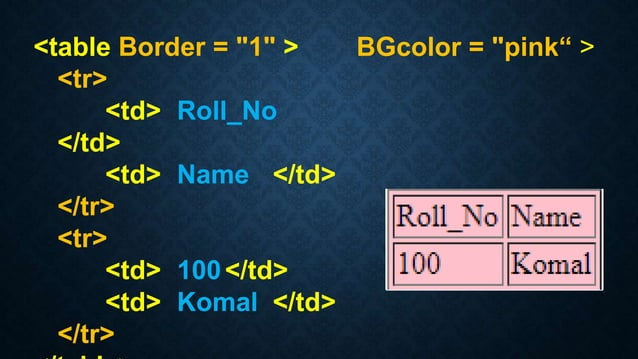 <table Border = "1" > BGcolor = "pink“ >
<tr>
<td> Roll_No
</td>
<td> Name </td>
</tr>
<tr>
<td> 100 </td>
<td> Komal </td>
</tr>
Roll_No Name
100 Komal